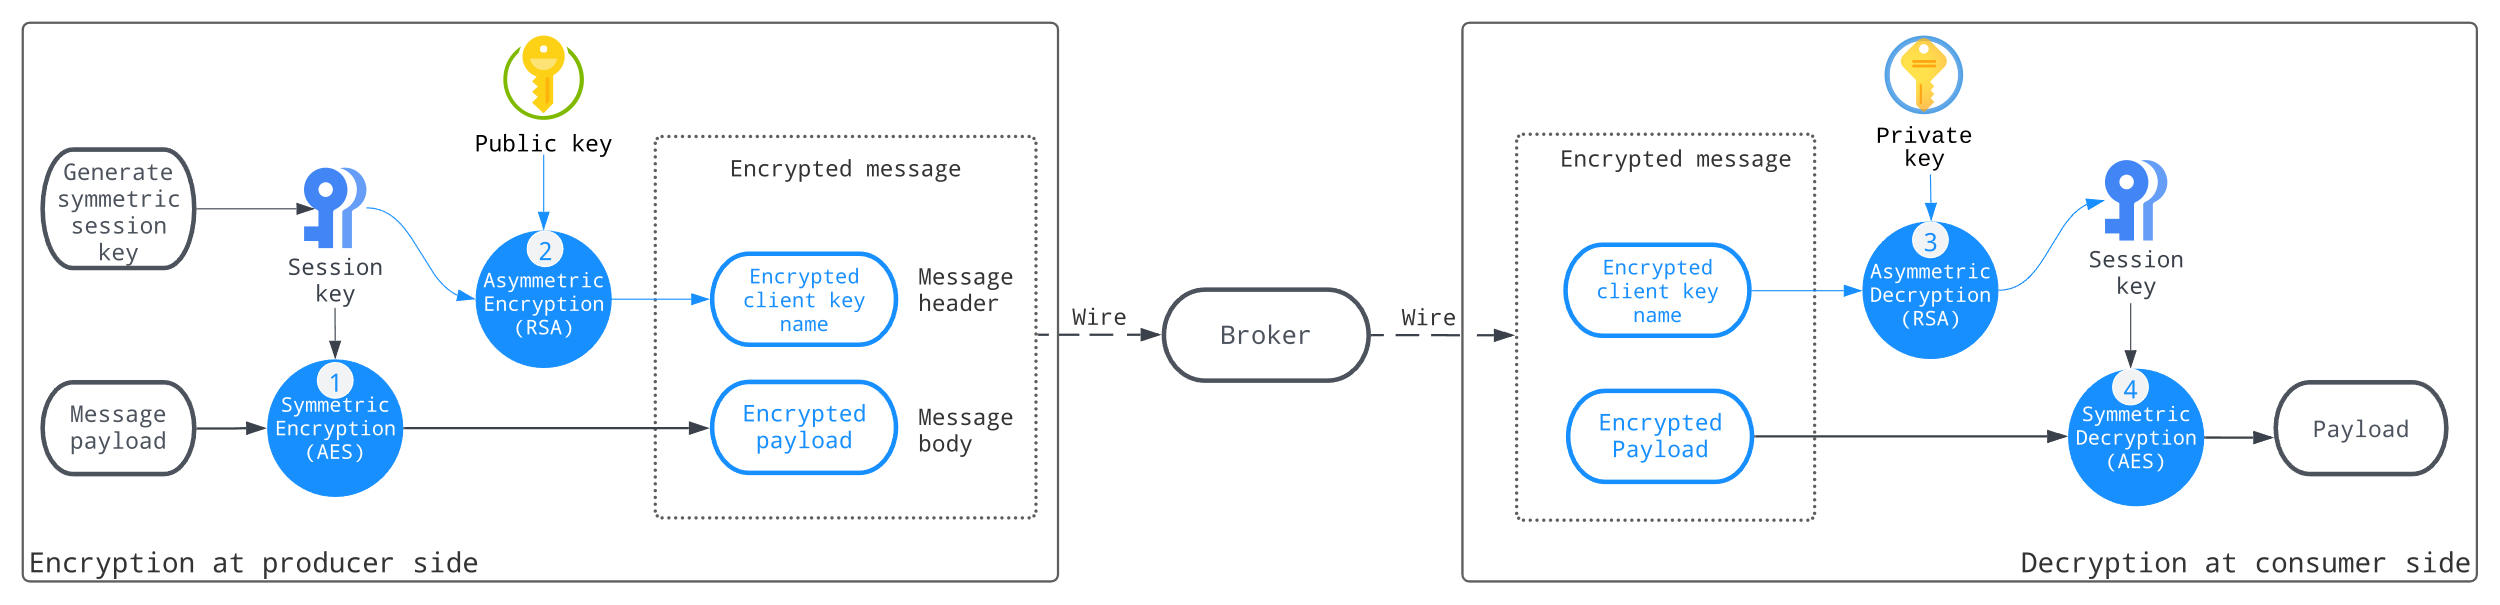 Public key
Generate
symmetric
session
key
Session
key
2
Asymmetric
Encryption
(RSA)
Message
payload
1
Symmetric
Encryption
(AES)
Encrypted message
Encrypted
client key
name
Message
header
Encrypted
payload
Message
body
Encryption at producer side
Wire
Broker
Wire
Private
key
Encrypted message
Encrypted
client key
name
Encrypted
Payload
3
Asymmetric
Decryption
(RSA)
Session
key
4
Symmetric
Decryption
(AES)
Payload
Decryption at consumer side